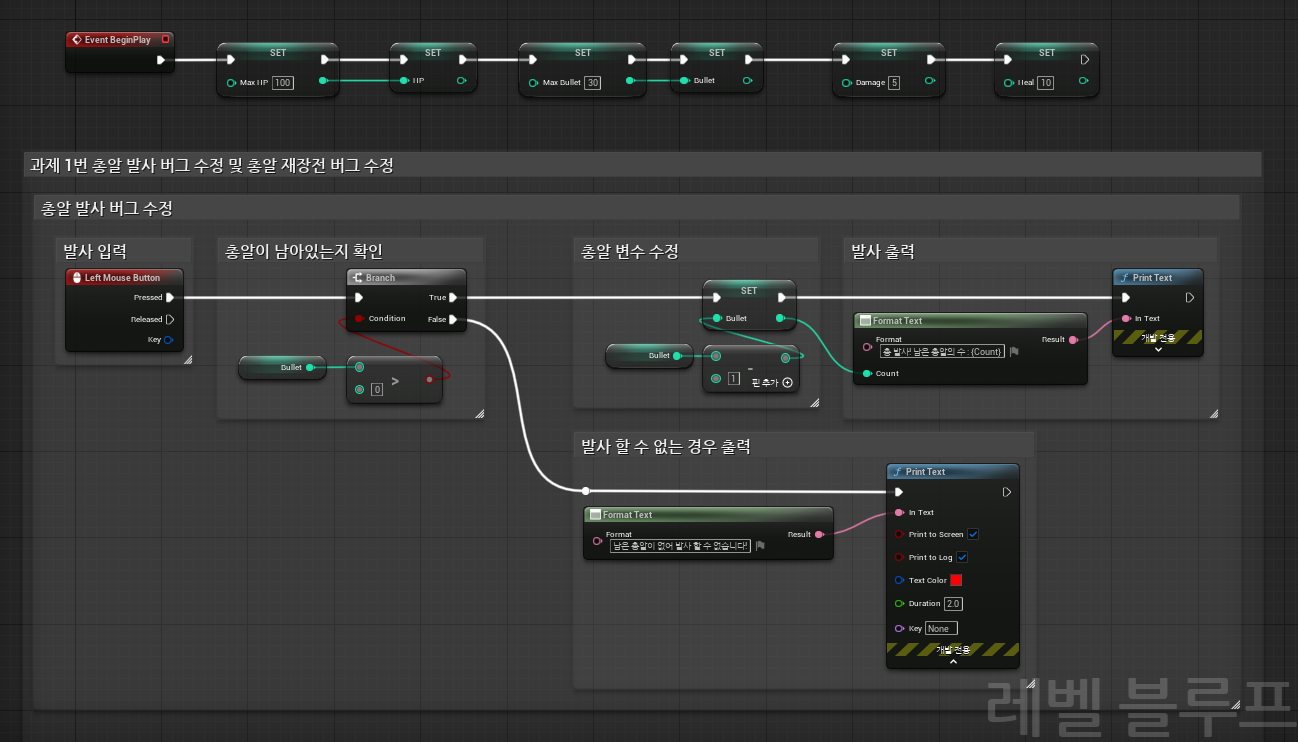 Event BeginPlay
SET
SET
SET
SET
SET
SET
Max HP 100
HP
Max Bullet 30
Bullet
Damage 5
Heal 10
과제 1번 총알 발사 버그 수정 및 총알 재장전 버그 수정
총알 발사 버그 수정
발사 입력
Left Mouse Button
Pressed
Released
Key
총알이 남아있는지 확인
Branch
True
Condition
False
Bullet
>
0
총알 변수 수정
SET
Bullet
Bullet
-
1
핀 추가
발사 출력
Format Text
Format
총 발사! 남은 총알의 수 : {Count}
Result
Count
Print Text
In Text
개발 전용
발사 할 수 없는 경우 출력
Format Text
Format
남은 총알이 없어 발사 할 수 없습니다!
Result
Print Text
In Text
Print to Screen
Print to Log
Text Color
Duration 2.0
Key None
개발 전용
레벨 블루프